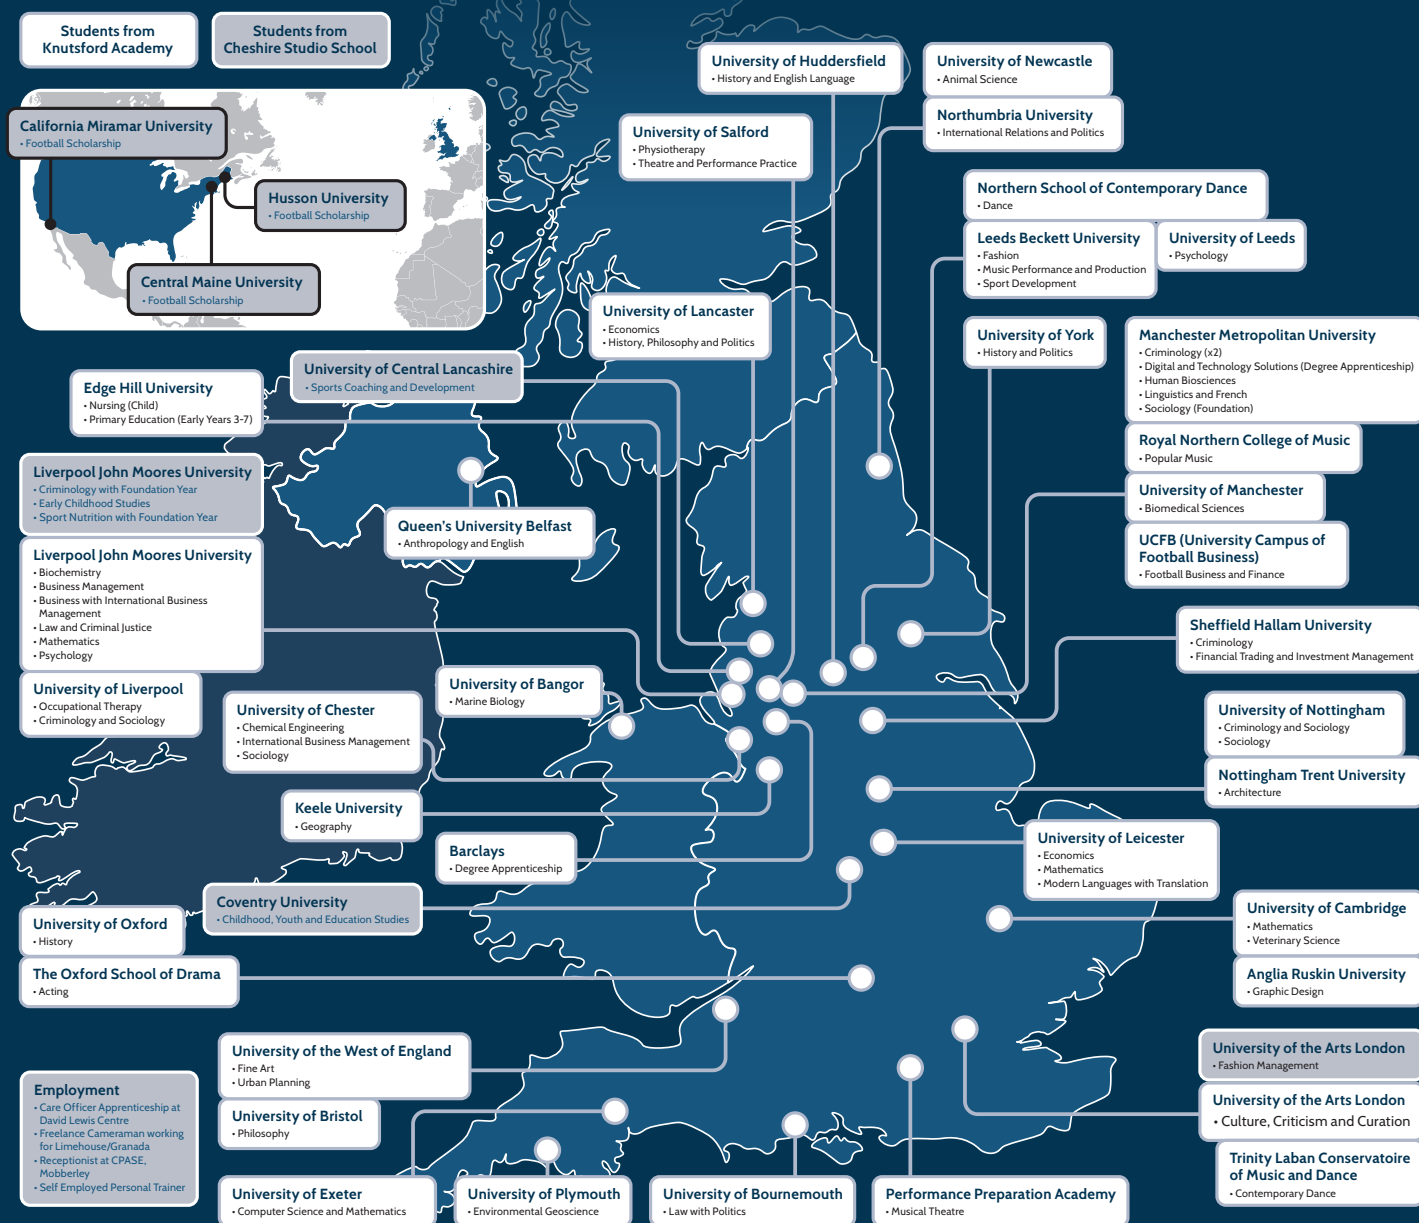 Students from
Knutsford Academy
Students from
Cheshire Studio School
California Miramar University
• Football Scholarship
Husson University
• Football Scholarship
Central Maine University
• Football Scholarship
University of Huddersfield
• History and English Language
University of Newcastle
• Animal Science
Northumbria University
• International Relations and Politics
University of Salford
• Physiotherapy
• Theatre and Performance Practice
Northern School of Contemporary Dance
• Dance
Leeds Beckett University
• Fashion
• Music Performance and Production
• Sport Development
University of Leeds
• Psychology
University of Lancaster
• Economics
• History, Philosophy and Politics
University of York
• History and Politics
Manchester Metropolitan University
• Criminology (x2)
• Digital and Technology Solutions (Degree Apprenticeship)
• Human Biosciences
• Linguistics and French
• Sociology (Foundation)
Royal Northern College of Music
• Popular Music
University of Manchester
• Biomedical Sciences
UCFB (University Campus of
Football Business)
• Football Business and Finance
University of Central Lancashire
• Sports Coaching and Development
Edge Hill University
• Nursing (Child)
• Primary Education (Early Years 3-7)
Liverpool John Moores University
• Criminology with Foundation Year
• Early Childhood Studies
• Sport Nutrition with Foundation Year
Queen's University Belfast
• Anthropology and English
Liverpool John Moores University
• Biochemistry
• Business Management
• Business with International Business
Management
• Law and Criminal Justice
• Mathematics
• Psychology
University of Liverpool
• Occupational Therapy
• Criminology and Sociology
Sheffield Hallam University
• Criminology
• Financial Trading and Investment Management
University of Bangor
• Marine Biology
University of Chester
• Chemical Engineering
• International Business Management
• Sociology
University of Nottingham
• Criminology and Sociology
• Sociology
Nottingham Trent University
• Architecture
Keele University
• Geography
Barclays
• Degree Apprenticeship
University of Leicester
• Economics
• Mathematics
• Modern Languages with Translation
Coventry University
• Childhood, Youth and Education Studies
University of Cambridge
• Mathematics
• Veterinary Science
Anglia Ruskin University
• Graphic Design
University of Oxford
• History
The Oxford School of Drama
• Acting
University of the West of England
• Fine Art
• Urban Planning
University of Bristol
• Philosophy
University of the Arts London
• Fashion Management
University of the Arts London
• Culture, Criticism and Curation
Trinity Laban Conservatoire
of Music and Dance
• Contemporary Dance
Employment
• Care Officer Apprenticeship at
David Lewis Centre
• Freelance Cameraman working
for Limehouse/Granada
• Receptionist at CPASE,
Mobberley
• Self Employed Personal Trainer
University of Exeter
• Computer Science and Mathematics
University of Plymouth
• Environmental Geoscience
University of Bournemouth
• Law with Politics
Performance Preparation Academy
• Musical Theatre